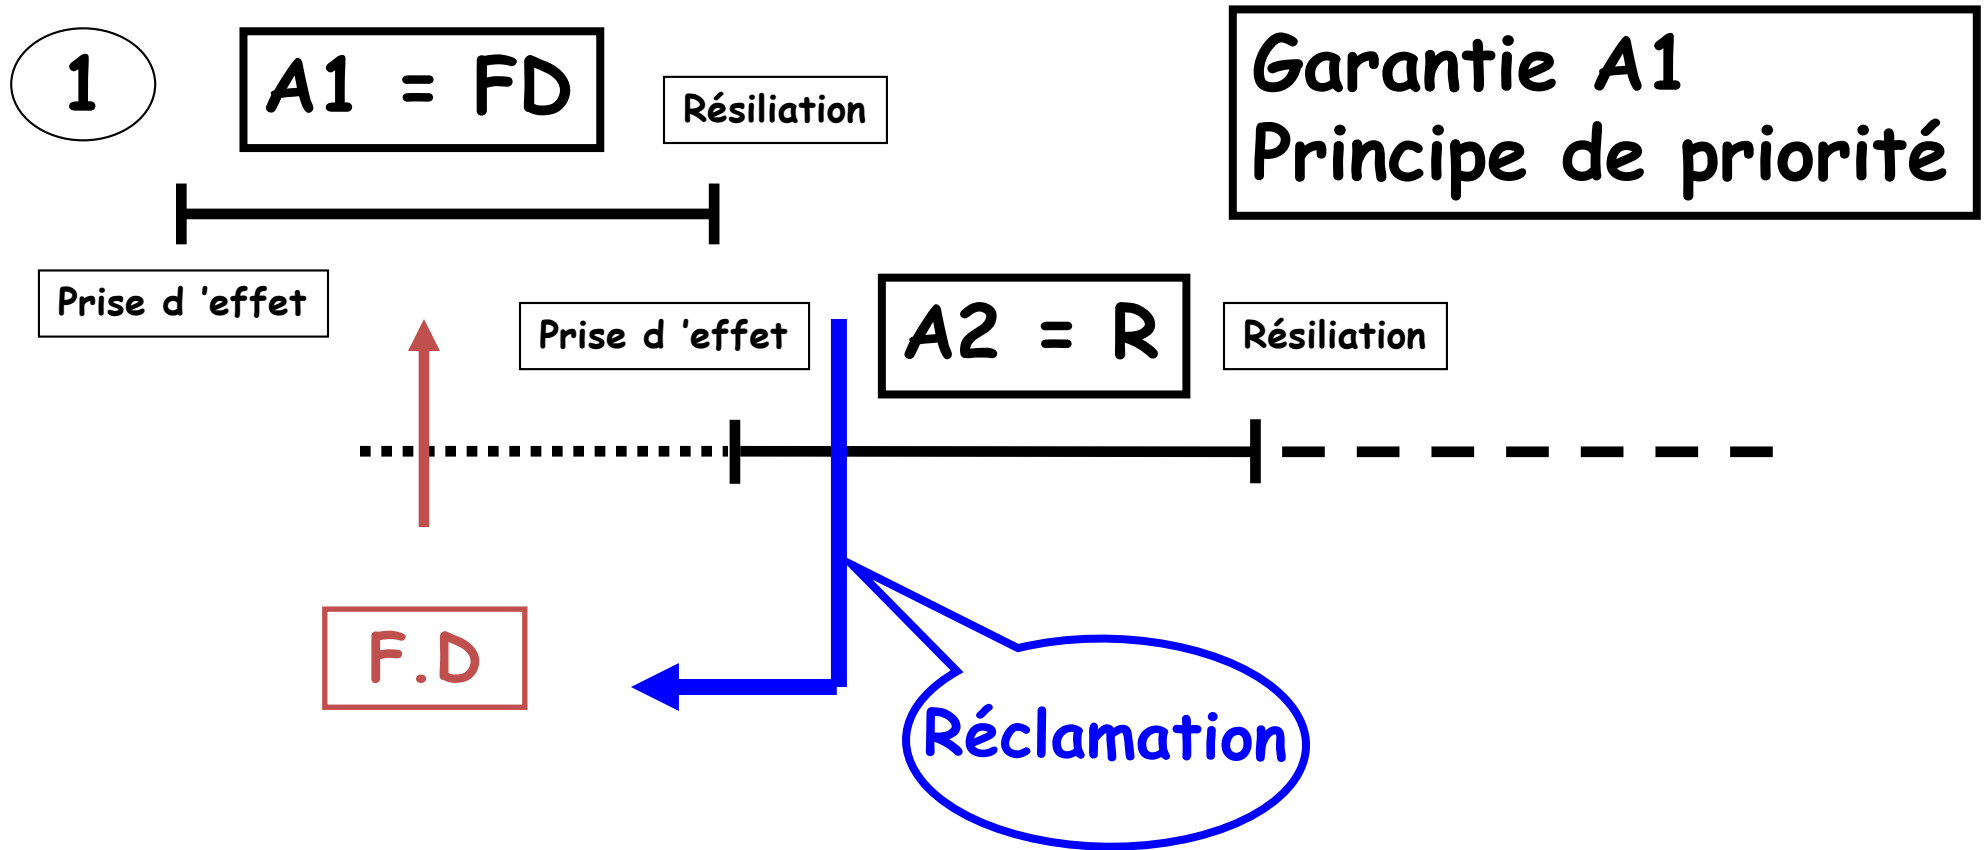 1
A1 = FD
Résiliation
Garantie A1
Principe de priorité
Prise d 'effet
Prise d 'effet
A2 = R
Résiliation
F.D
Réclamation